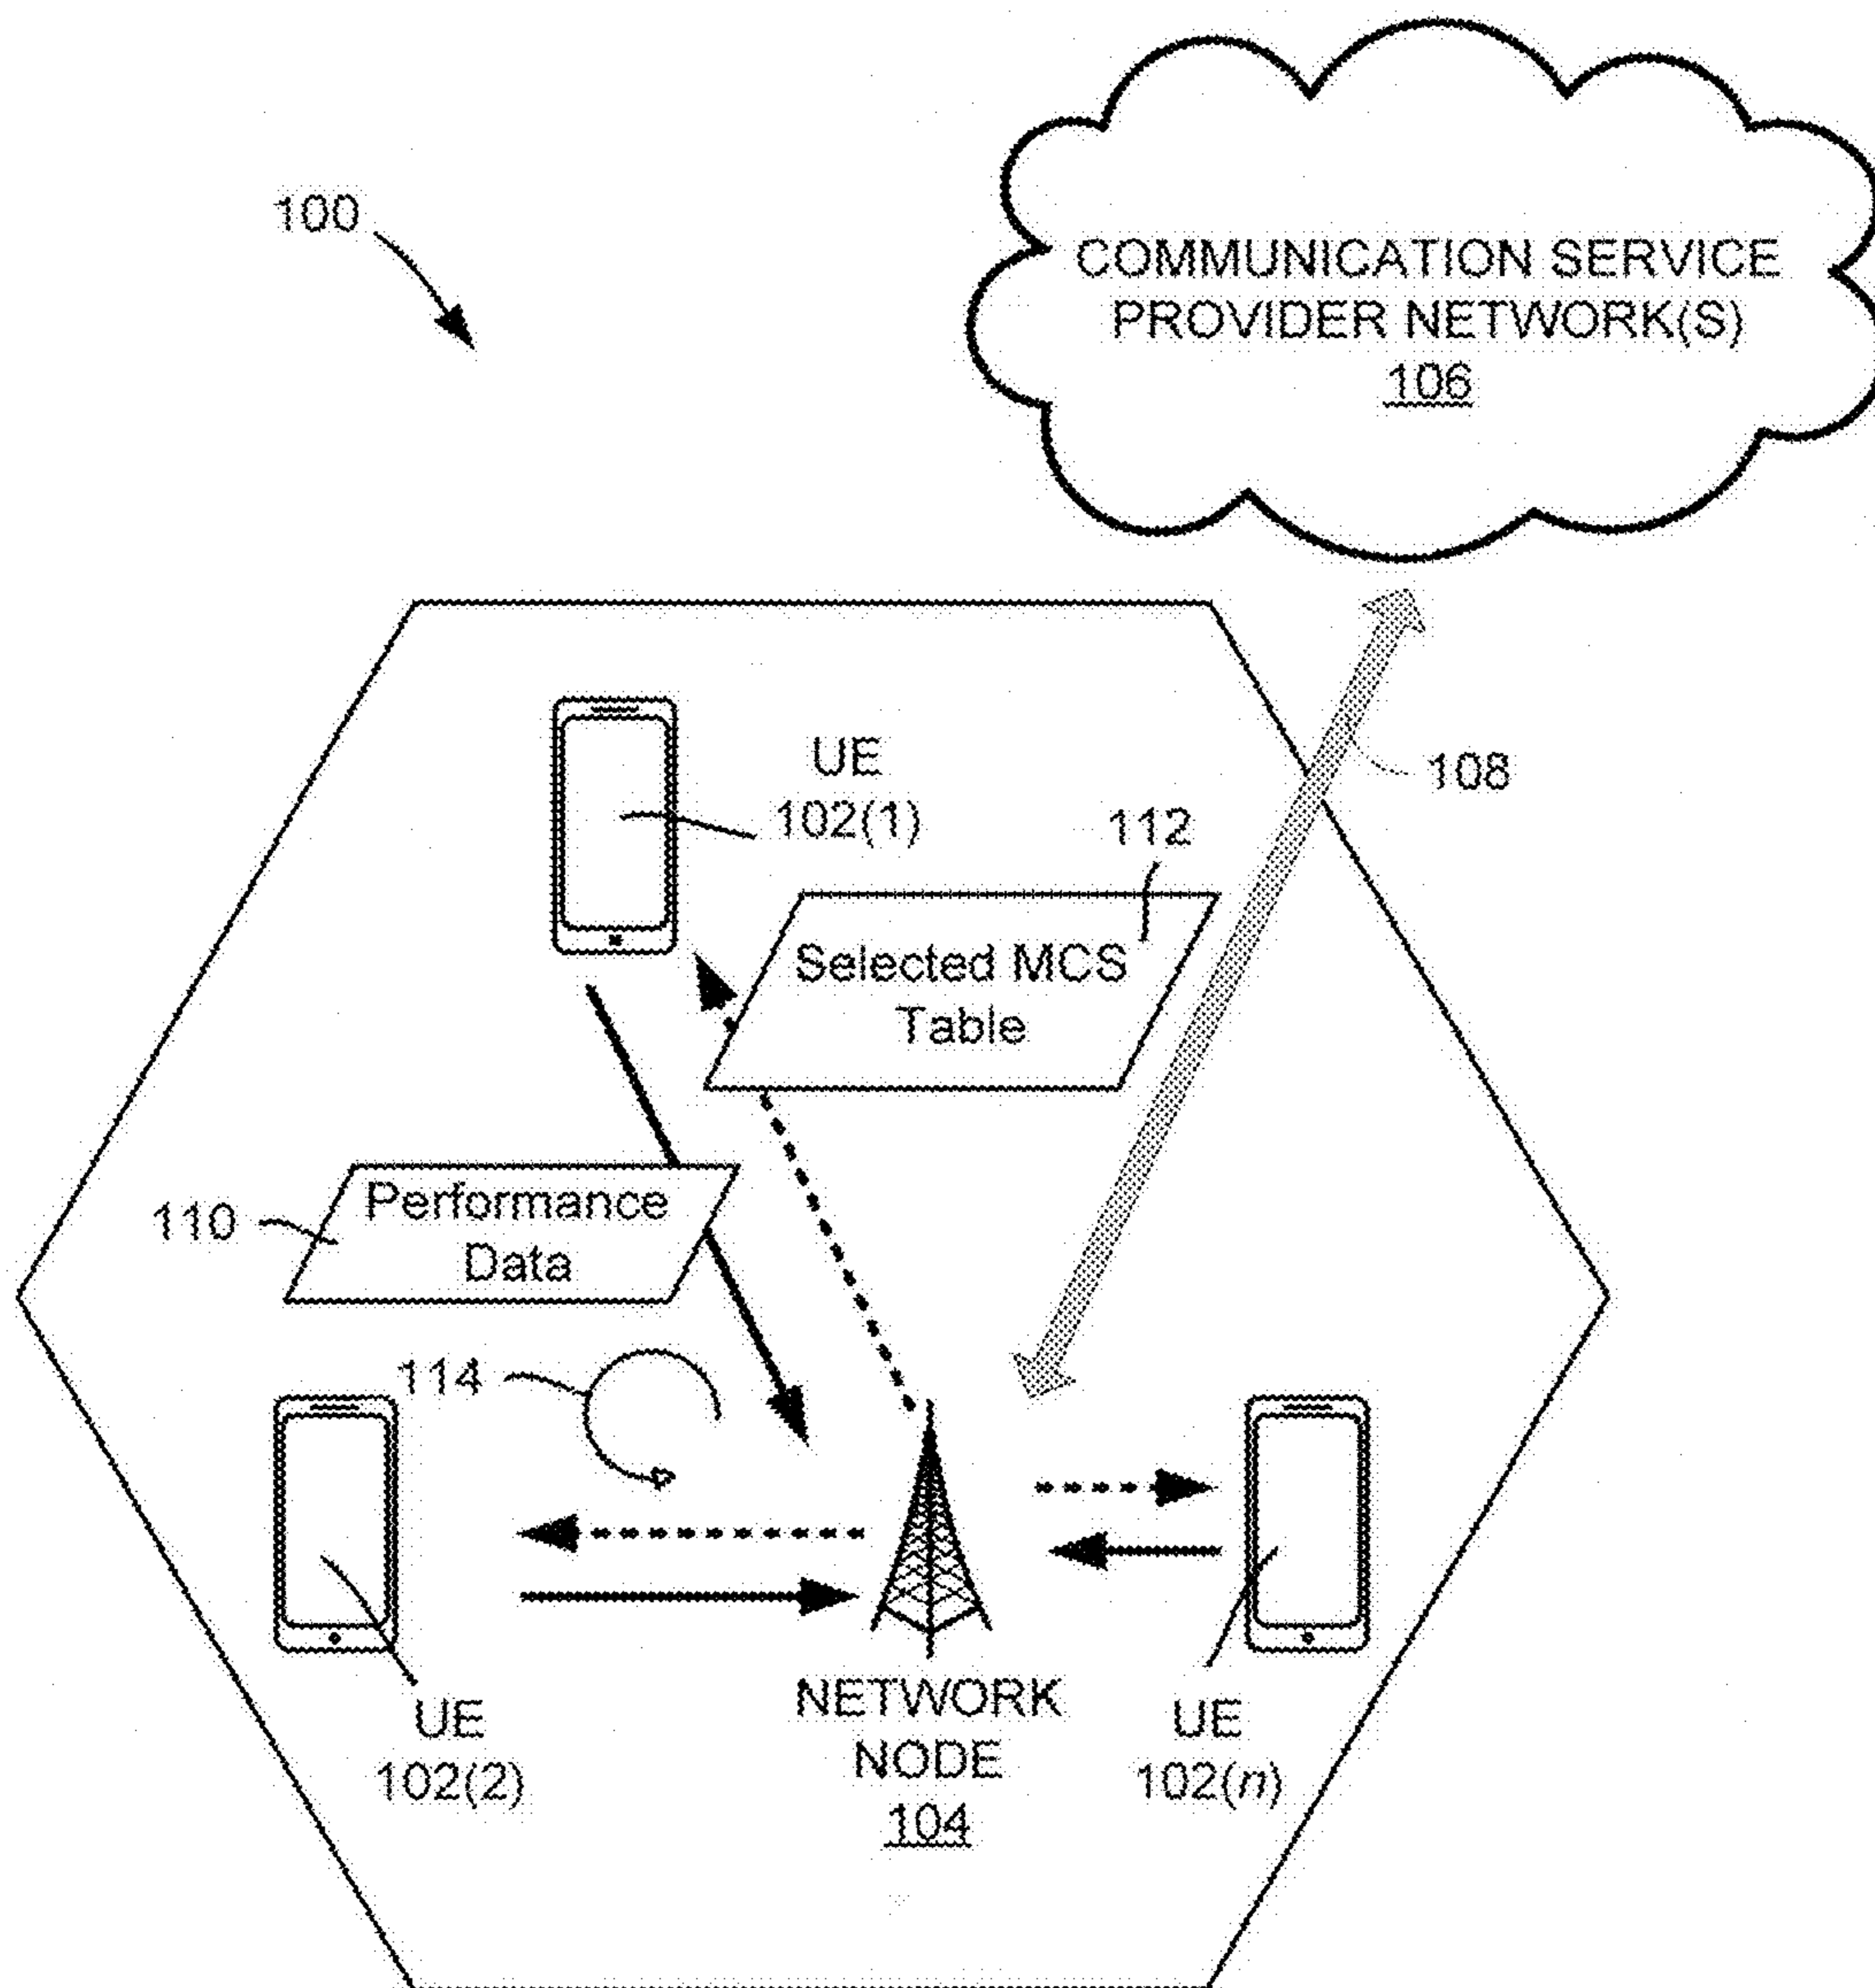 100
COMMUNICATION SERVICE
PROVIDER NETWORK(S)
106
UE
102(1)
108
112
Selected MCS
Table
110
Performance
Data
114
UE
102(2)
NETWORK
NODE
104
UE
102(n)